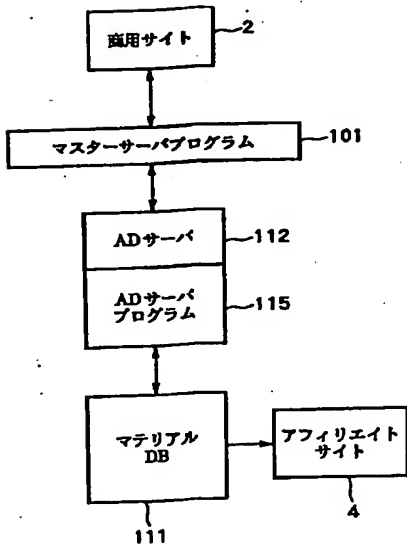 商用サイト
2
マスターサーバプログラム
101
ADサーバ
112
ADサーバ
プログラム
115
マテリアル
DB
111
アフィリエイト
サイト
4